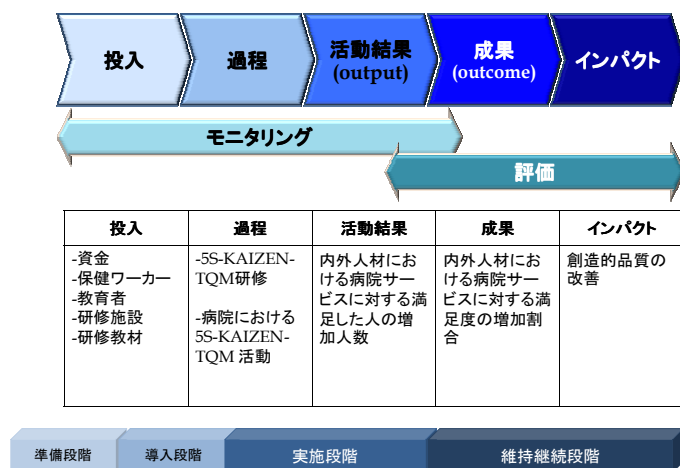 投入
過程
活動結果
(output)
成果
(outcome)
インパクト
モニタリング
評価
投入
過程
活動結果
成果
インパクト
-資金
-保健ワーカー
-教育者
-研修施設
-研修教材
-5S-KAIZEN-
TQM研修
-病院における
5S-KAIZEN-
TQM 活動
内外人材にお
ける病院サー
ビスに対する満
足した人の増
加人数
内外人材にお
ける病院サー
ビスに対する満
足度の増加割
合
創造的品質の
改善
準備段階
導入段階
実施段階
維持継続段階